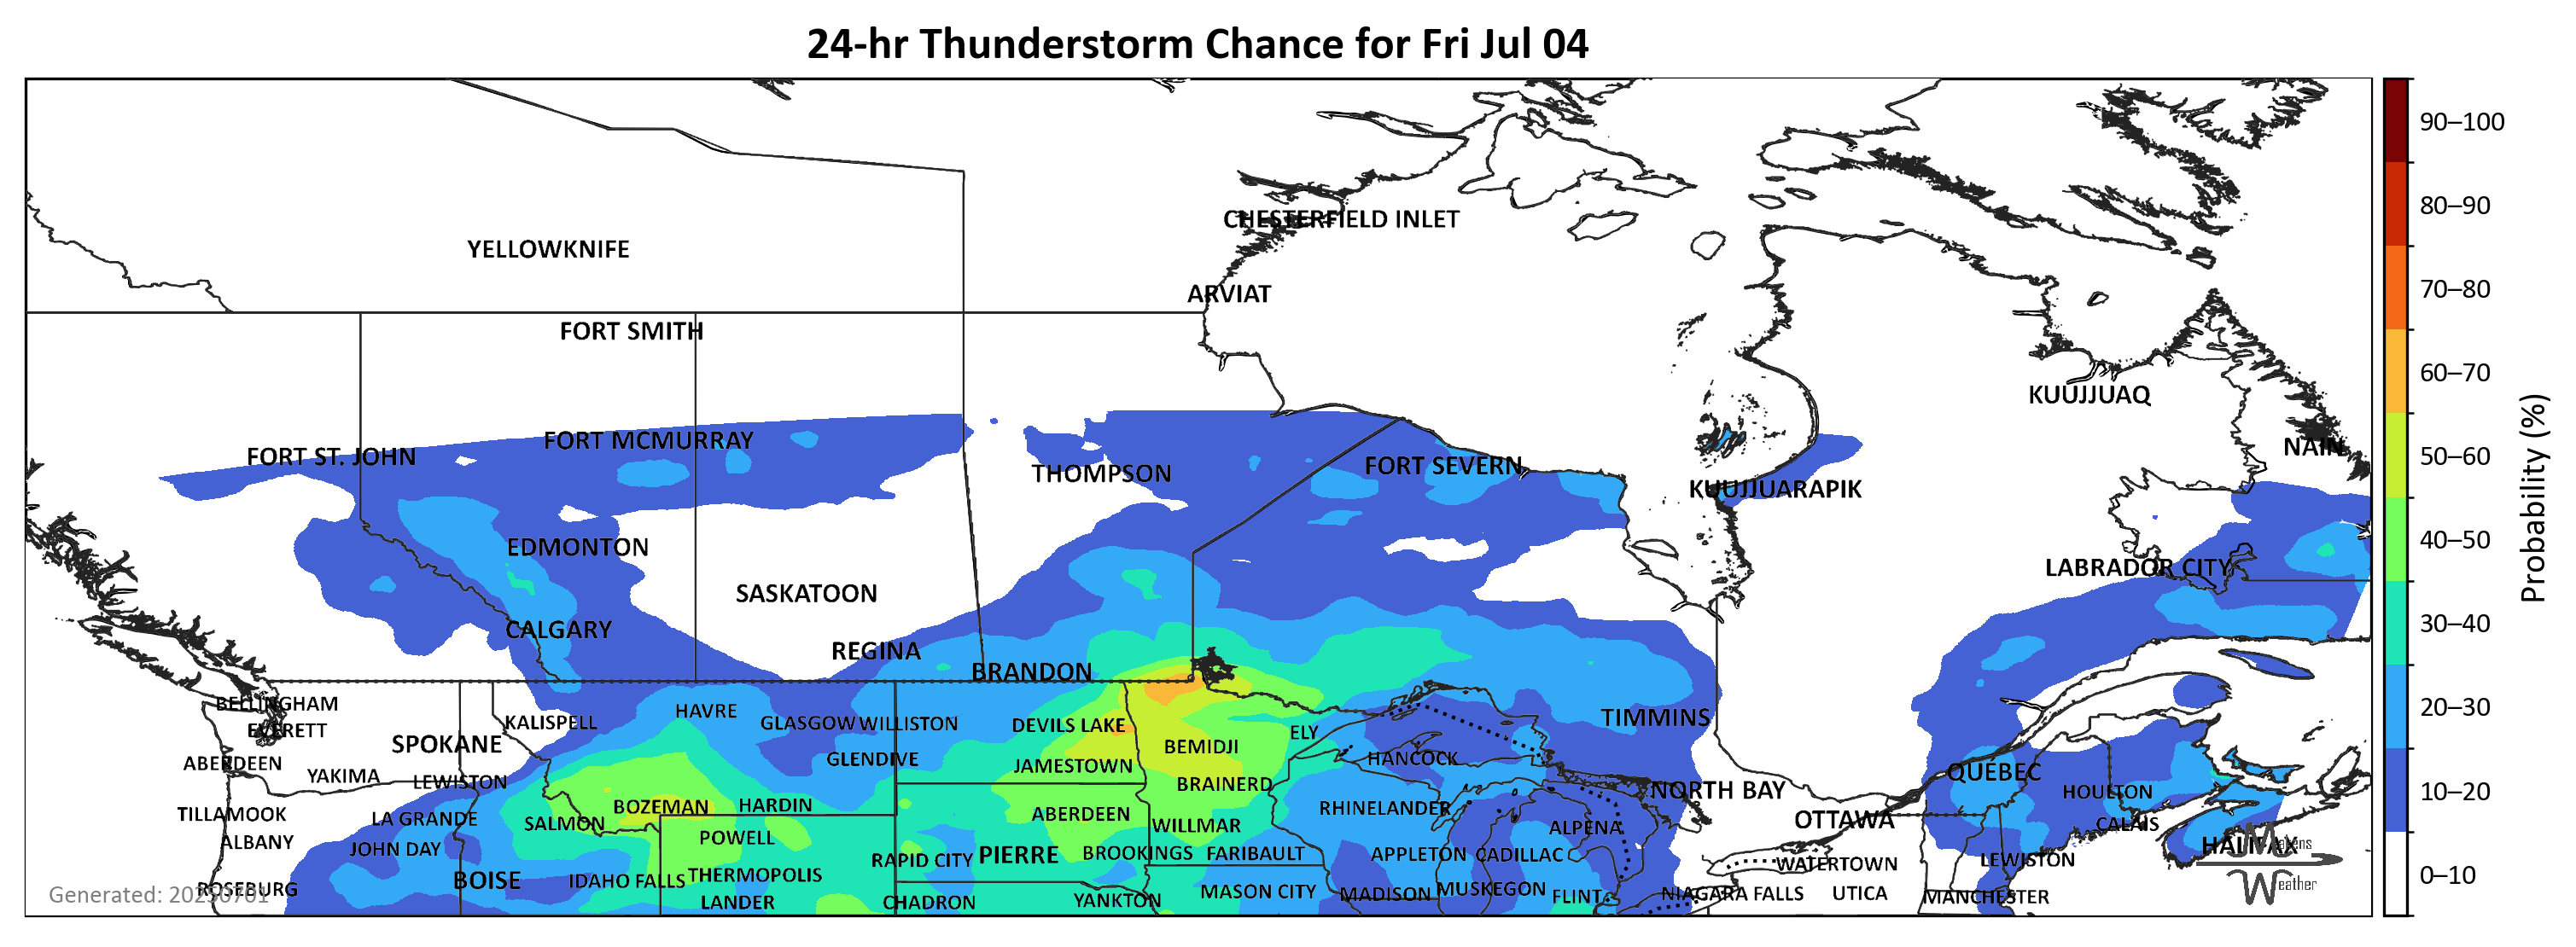 24-hr Thunderstorm Chance for Fri Jul 04
90–100
80–90
CHESTERFIELD INLET
YELLOWKNIFE
70–80
ARVIAT
FORT SMITH
60–70
KUUJJUAQ
FORT MCMURRAY
NAIN
FORT ST. JOHN
50–60
FORT SEVERN
THOMPSON
KUUJJUARAPIK
EDMONTON
40–50
Probability (%)
LABRADOR CITY
SASKATOON
CALGARY
30–40
REGINA
BRANDON
BELLINGHAM
HAVRE
20–30
KALISPELL
GLASGOW
WILLISTON
DEVILS LAKE
TIMMINS
EVERETT
ELY
SPOKANE
BEMIDJI
ABERDEEN
GLENDIVE
HANCOCK
JAMESTOWN
QUÉBEC
YAKIMA
LEWISTON
BRAINERD
NORTH BAY
HOULTON
10–20
BOZEMAN
HARDIN
RHINELANDER
TILLAMOOK
LA GRANDE
SALMON
ABERDEEN
WILLMAR
ALPENA
OTTAWA
CALAIS
ALBANY
POWELL
JOHN DAY
RAPID CITY
PIERRE
BROOKINGS
FARIBAULT
APPLETON
CADILLAC
WATERTOWN
LEWISTON
HALIFAX
Makens
Weather
BOISE
IDAHO FALLS
THERMOPOLIS
0–10
ROSEBURG
Generated: 20250701
LANDER
CHADRON
YANKTON
MASON CITY
MADISON
MUSKEGON
FLINT
NIAGARA FALLS
UTICA
MANCHESTER